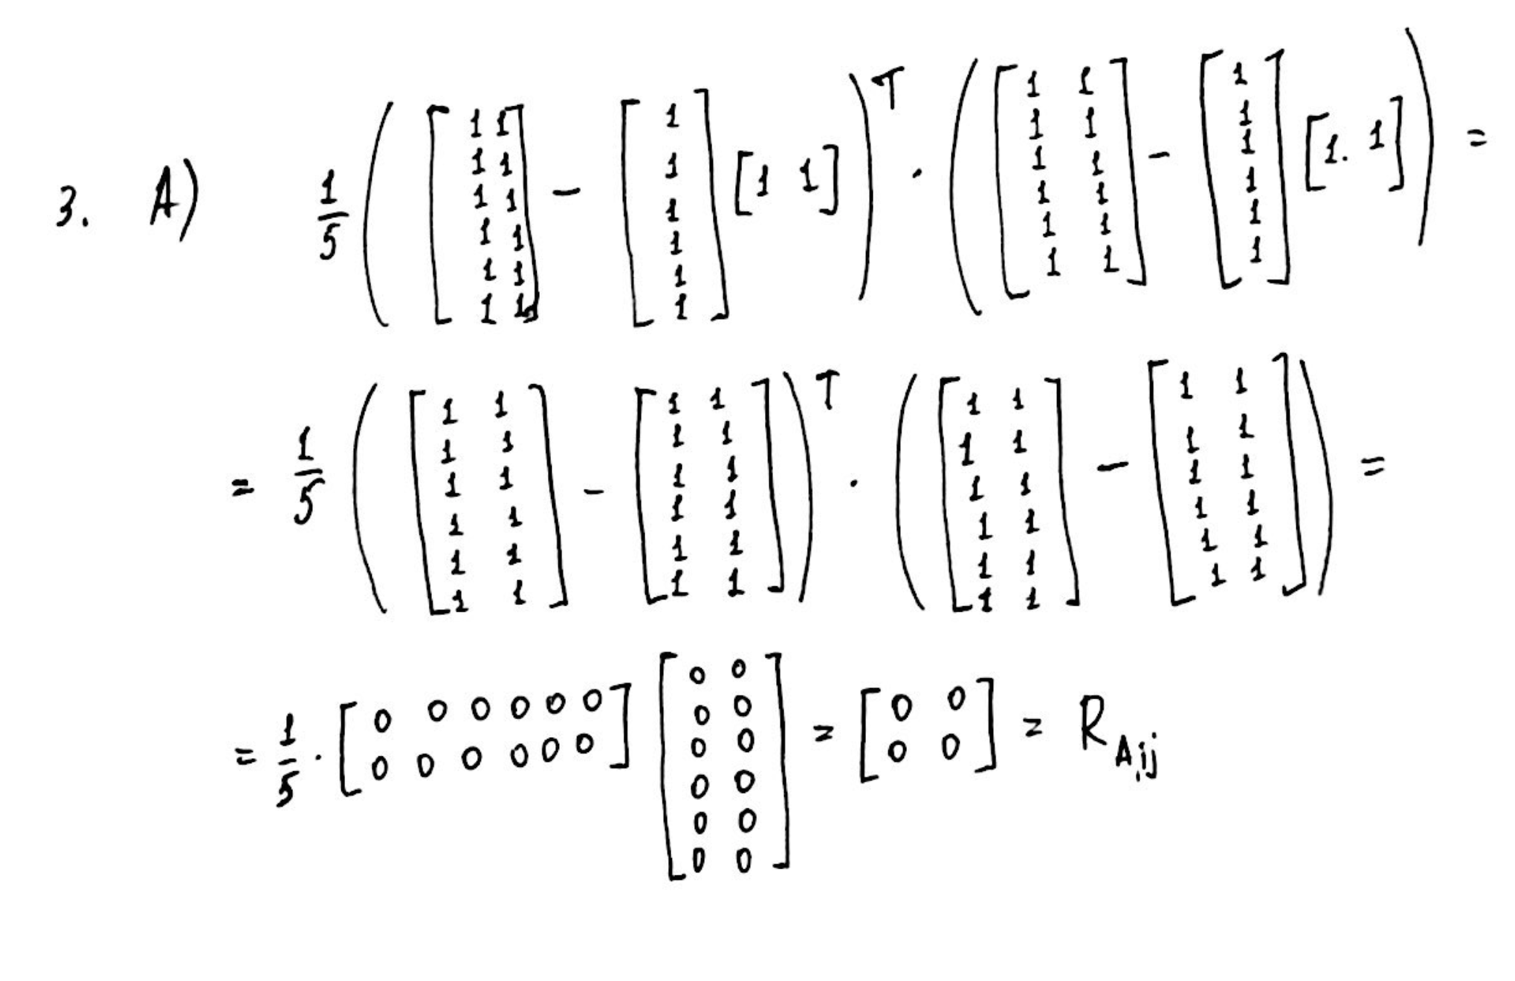 3. A) 1/5 ( [1 1; 1 1; 1 1; 1 1; 1 1; 1 1] - [1; 1; 1; 1; 1; 1] [1 1] )^T · ( [1 1; 1 1; 1 1; 1 1; 1 1; 1 1] - [1; 1; 1; 1; 1; 1] [1. 1] ) =
= 1/5 ( [1 1; 1 1; 1 1; 1 1; 1 1; 1 1] - [1 1; 1 1; 1 1; 1 1; 1 1; 1 1] )^T · ( [1 1; 1 1; 1 1; 1 1; 1 1; 1 1] - [1 1; 1 1; 1 1; 1 1; 1 1; 1 1] ) =
= 1/5 · [0 0 0 0 0 0; 0 0 0 0 0 0] [0 0; 0 0; 0 0; 0 0; 0 0; 0 0] = [0 0; 0 0] = R_A,ij